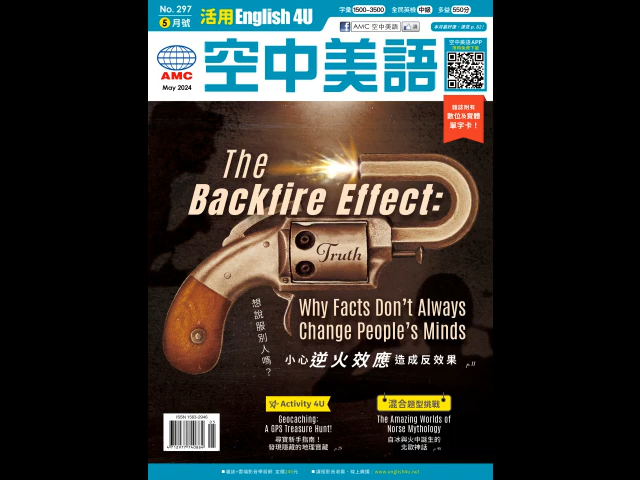 No. 297
5月號
活用English 4U
字彙 1500~3500 全民英檢 中級 多益 550分
AMC 空中美語
讚
空中美語
AMC
May 2024
空中美語APP
雜誌附有
數位及實體
單字卡！
The
Backfire Effect:
Truth
Why Facts Don't Always
Change People's Minds
想說服別人嗎？
小心逆火效應造成反效果 p.11
Activity 4U
Geocaching:
A GPS Treasure Hunt!
尋寶新手指南！
發現隱藏的地理寶藏
混合題型挑戰
The Amazing Worlds of
Norse Mythology
自冰與火中誕生的
北歐神話
www.english4u.net